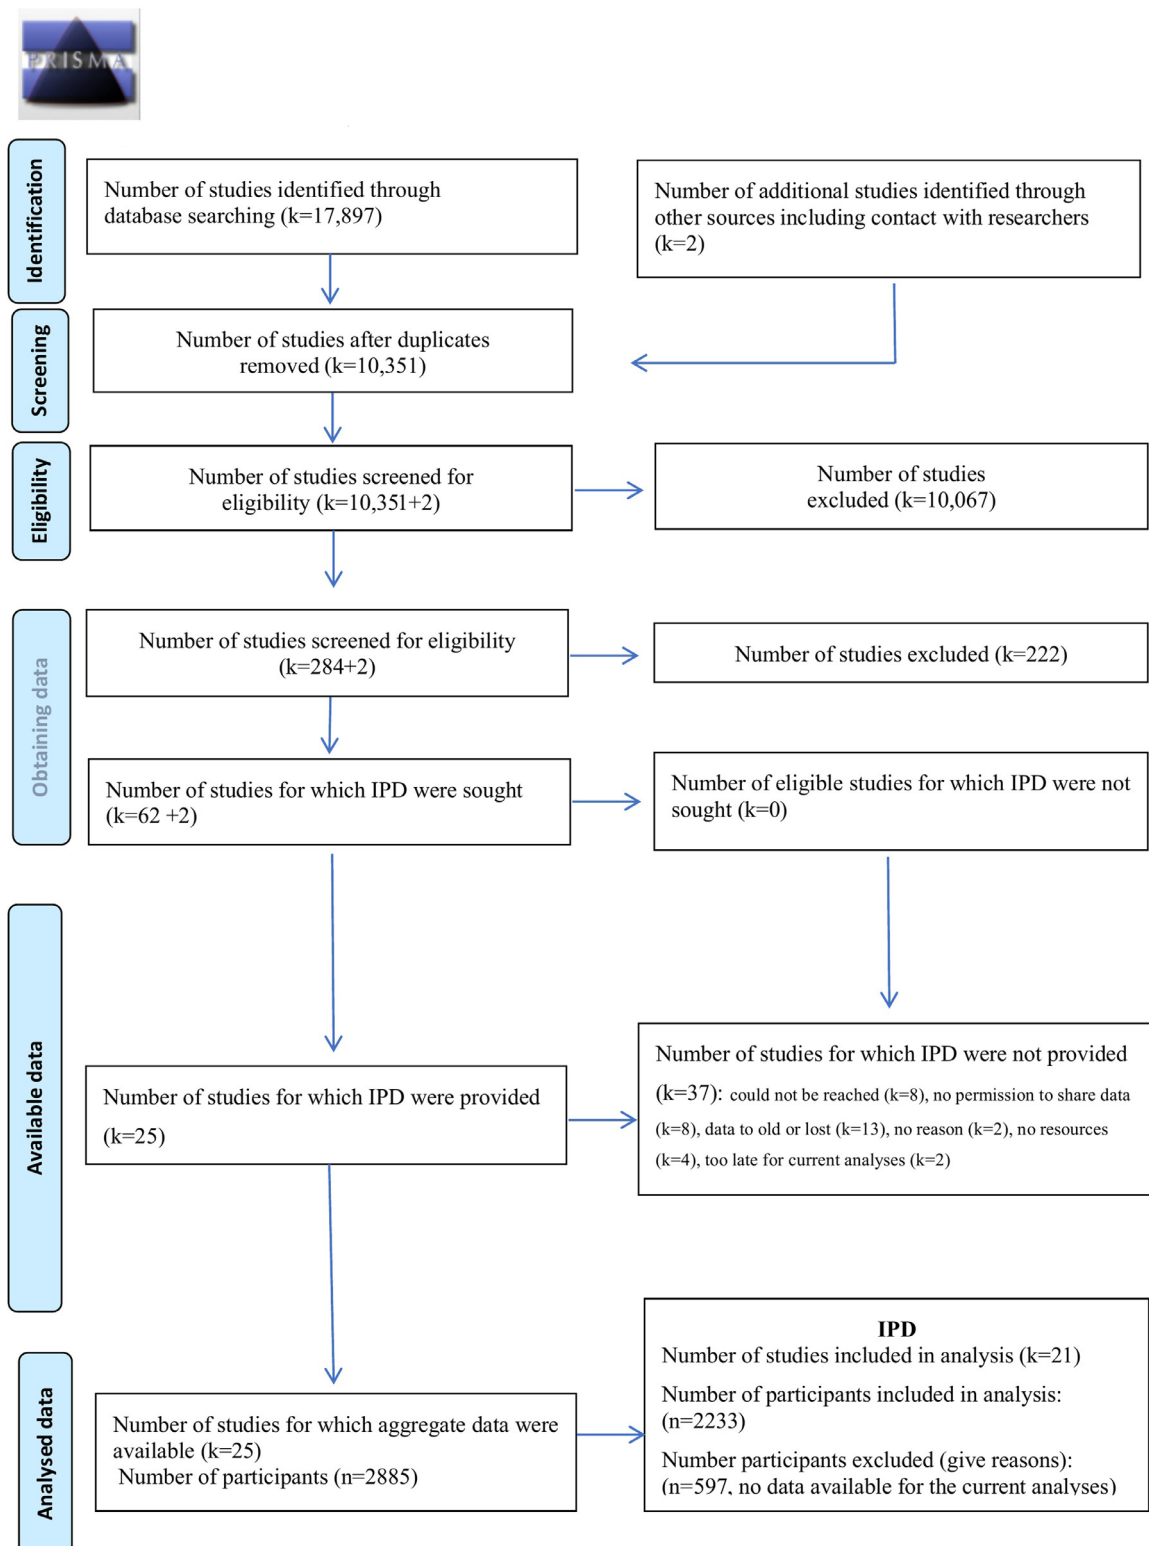 PRISMA
Identification
Number of studies identified through
database searching (k=17,897)
Number of additional studies identified through
other sources including contact with researchers
(k=2)
Screening
Number of studies after duplicates
removed (k=10,351)
Eligibility
Number of studies screened for
eligibility (k=10,351+2)
Number of studies
excluded (k=10,067)
Obtaining data
Number of studies screened for eligibility
(k=284+2)
Number of studies excluded (k=222)
Number of studies for which IPD were sought
(k=62 +2)
Number of eligible studies for which IPD were not
sought (k=0)
Available data
Number of studies for which IPD were provided
(k=25)
Number of studies for which IPD were not provided
(k=37): could not be reached (k=8), no permission to share data
(k=8), data to old or lost (k=13), no reason (k=2), no resources
(k=4), too late for current analyses (k=2)
Analysed data
Number of studies for which aggregate data were
available (k=25)
Number of participants (n=2885)
IPD
Number of studies included in analysis (k=21)
Number of participants included in analysis:
(n=2233)
Number participants excluded (give reasons):
(n=597, no data available for the current analyses)